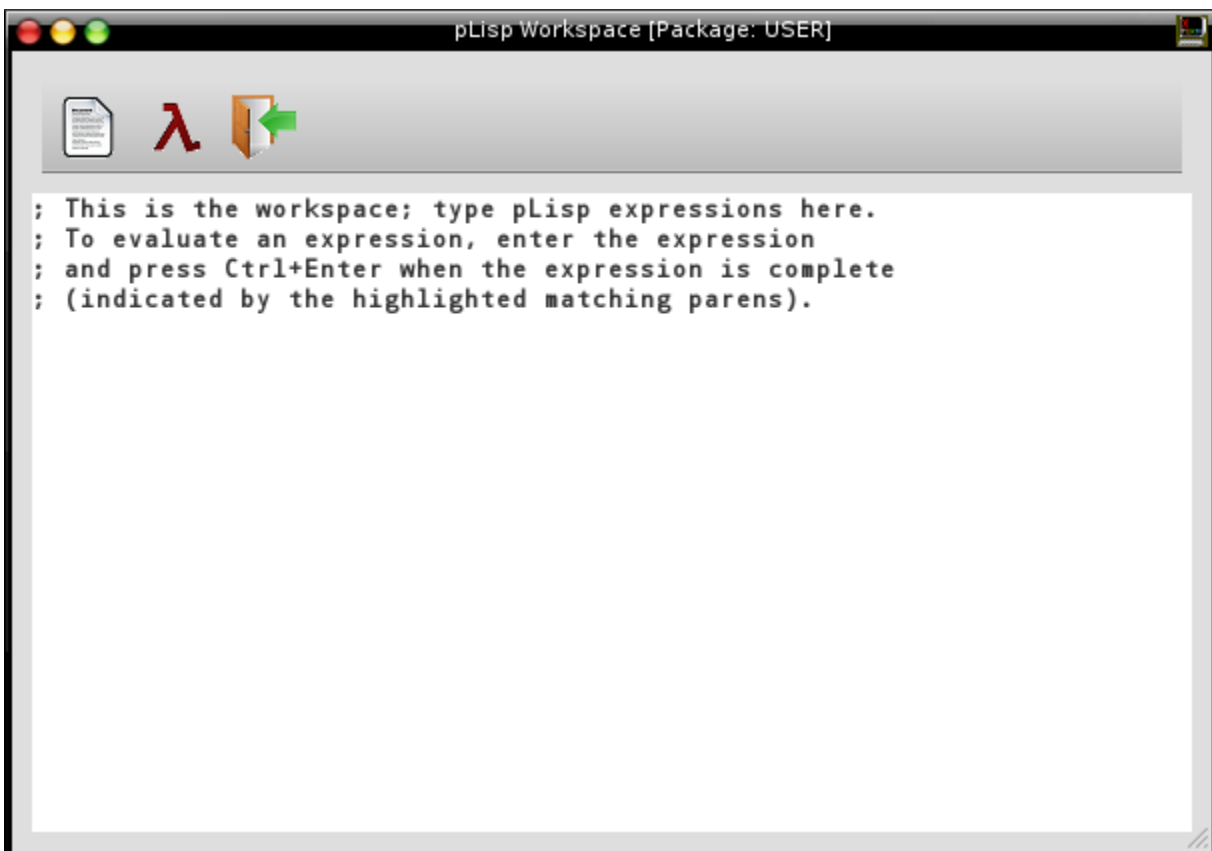 pLisp Workspace [Package: USER]
; This is the workspace; type pLisp expressions here.
; To evaluate an expression, enter the expression
; and press Ctrl+Enter when the expression is complete
; (indicated by the highlighted matching parens).